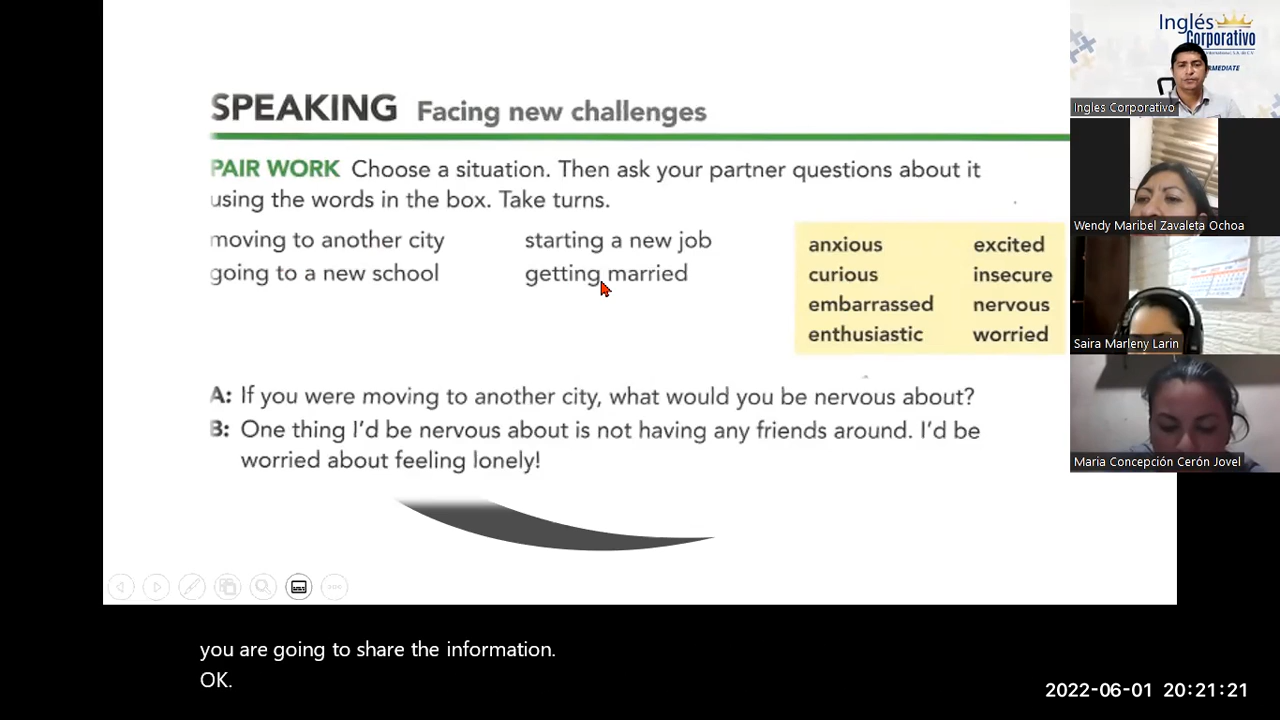 SPEAKING Facing new challenges
PAIR WORK Choose a situation. Then ask your partner questions about it
using the words in the box. Take turns.
moving to another city
starting a new job
going to a new school
getting married
anxious excited
curious insecure
embarrassed nervous
enthusiastic worried
A: If you were moving to another city, what would you be nervous about?
B: One thing I'd be nervous about is not having any friends around. I'd be
worried about feeling lonely!
Inglés
Corporativo
Ingles Corporativo
Wendy Maribel Zavaleta Ochoa
Saira Marleny Larin
Maria Concepción Cerón Jovel
you are going to share the information.
OK.
2022-06-01 20:21:21